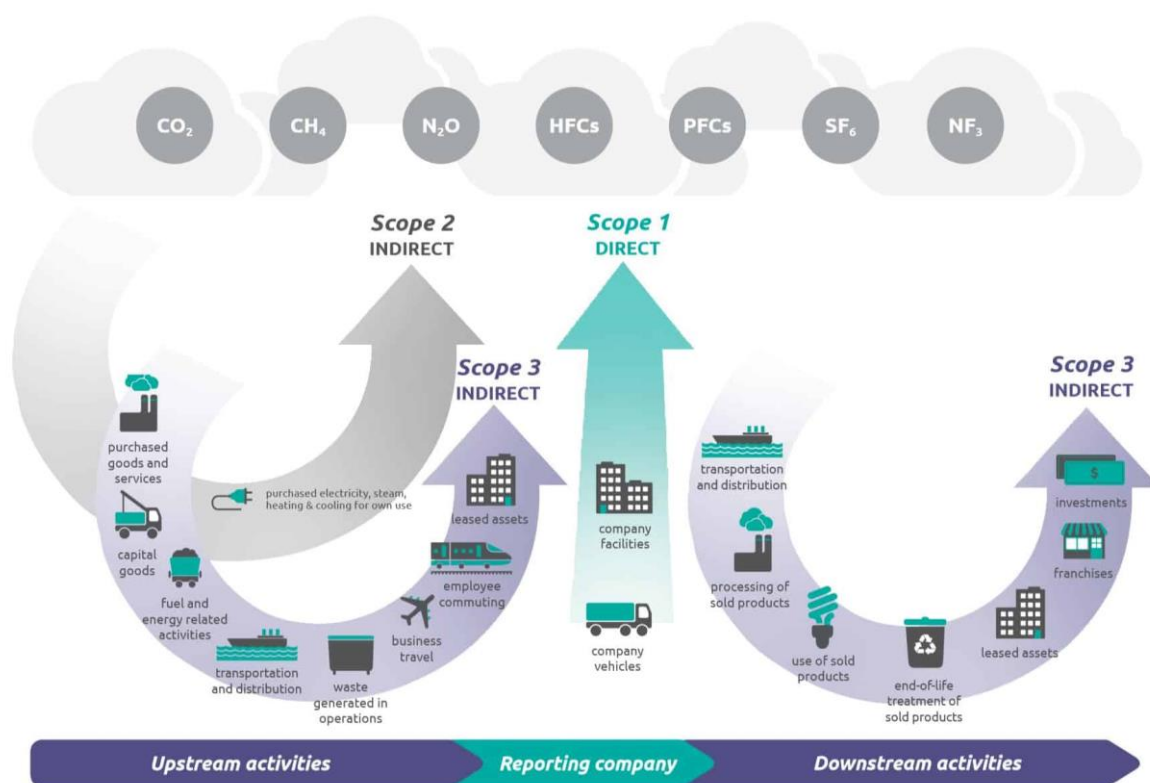 CO₂
CH₄
N₂O
HFCs
PFCs
SF₆
NF₃
Scope 2
INDIRECT
Scope 1
DIRECT
Scope 3
INDIRECT
Scope 3
INDIRECT
purchased
goods and
services
capital
goods
fuel and
energy related
activities
transportation
and distribution
waste
generated in
operations
business
travel
employee
commuting
leased assets
purchased electricity, steam,
heating & cooling for own use
company
facilities
company
vehicles
transportation
and distribution
processing of
sold products
use of sold
products
end-of-life
treatment of
sold products
leased assets
franchises
$
investments
Upstream activities
Reporting company
Downstream activities